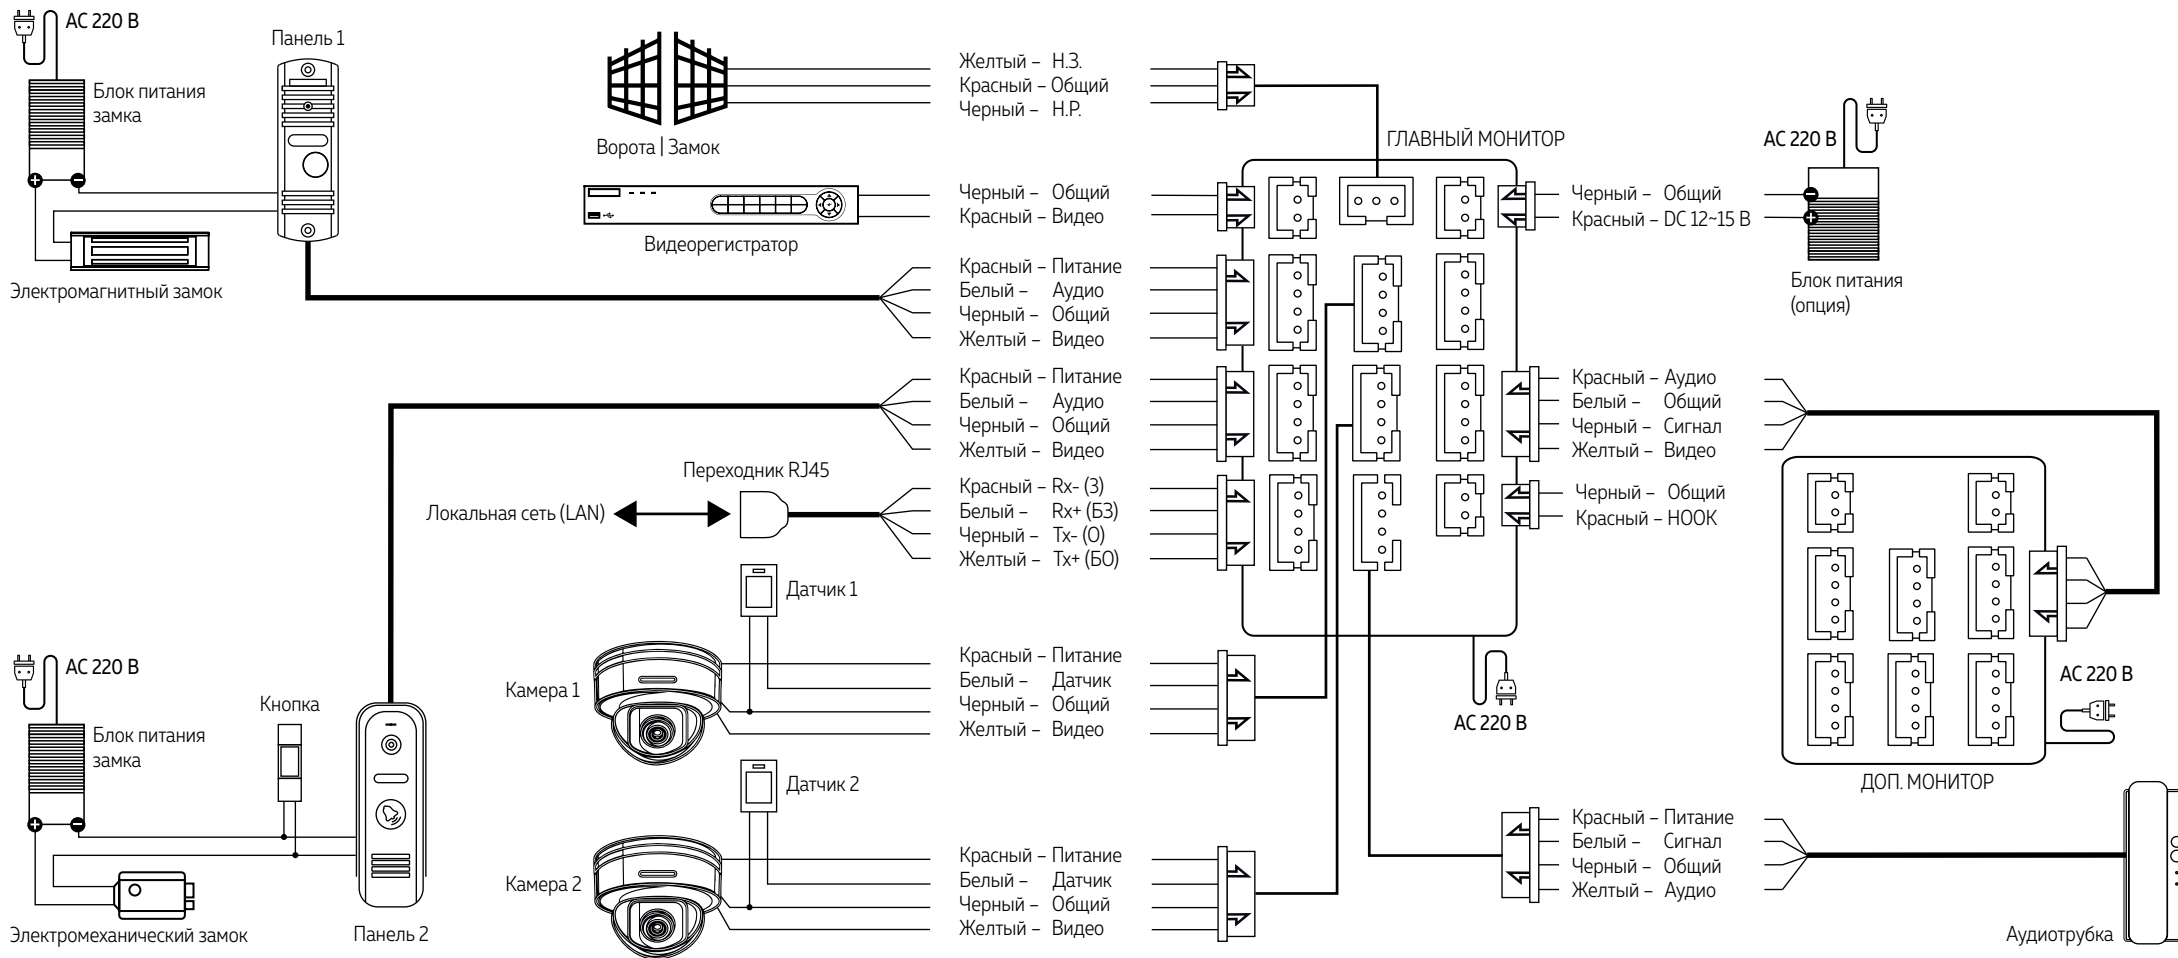 AC 220 В
Панель 1
Блок питания
замка
Электромагнитный замок
Ворота | Замок
Желтый – Н.З.
Красный – Общий
Черный – Н.Р.
Видеорегистратор
Черный – Общий
Красный – Видео
Красный – Питание
Белый – Аудио
Черный – Общий
Желтый – Видео
Красный – Питание
Белый – Аудио
Черный – Общий
Желтый – Видео
Переходник RJ45
Локальная сеть (LAN)
Красный – Rx- (З)
Белый – Rx+ (БЗ)
Черный – Tx- (О)
Желтый – Tx+ (БО)
Датчик 1
Камера 1
Красный – Питание
Белый – Датчик
Черный – Общий
Желтый – Видео
Датчик 2
Камера 2
Красный – Питание
Белый – Датчик
Черный – Общий
Желтый – Видео
AC 220 В
Блок питания
замка
Кнопка
Электромеханический замок
Панель 2
ГЛАВНЫЙ МОНИТОР
AC 220 В
AC 220 В
Черный – Общий
Красный – DC 12~15 В
Блок питания
(опция)
Красный – Аудио
Белый – Общий
Черный – Сигнал
Желтый – Видео
Черный – Общий
Красный – HOOK
AC 220 В
ДОП. МОНИТОР
Красный – Питание
Белый – Сигнал
Черный – Общий
Желтый – Аудио
Аудиотрубка